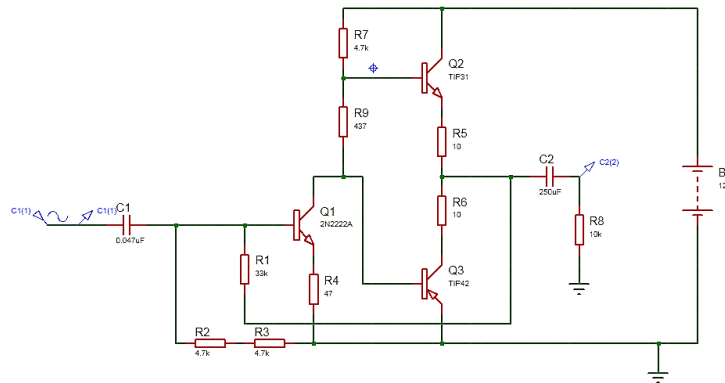 R7
4.7k
Q2
TIP31
R9
437
R5
10
C2
250uF
C2(2)
B
12
C1(1)
C1(1)
C1
0.047uF
Q1
2N2222A
R6
10
R8
10k
R1
33k
R4
47
Q3
TIP42
R2
4.7k
R3
4.7k